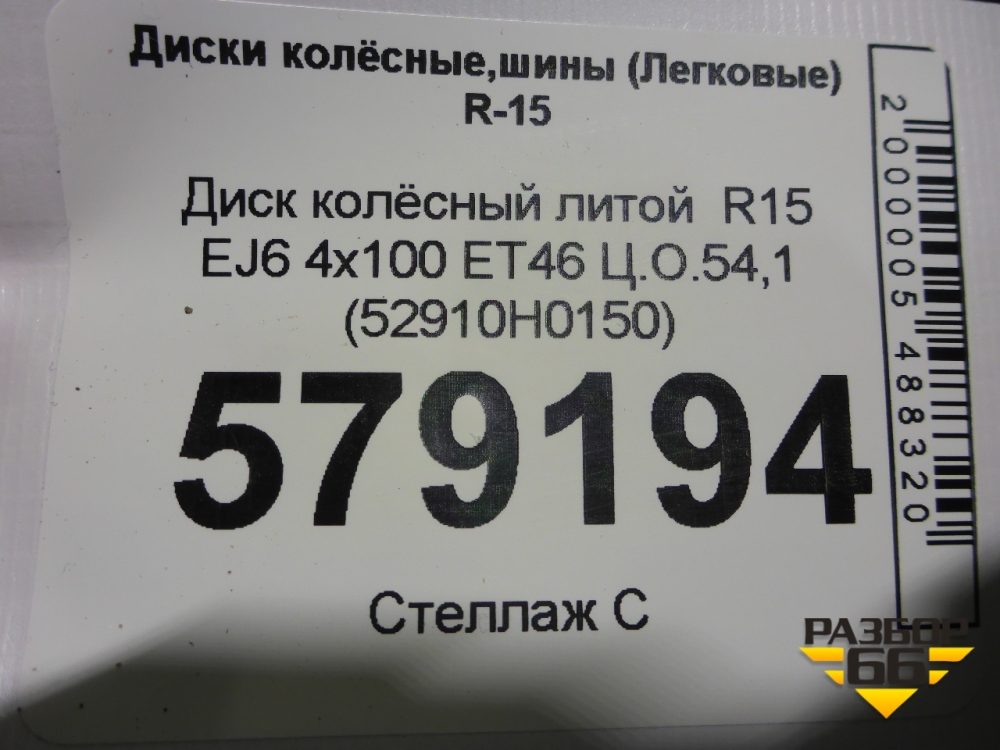 Диски колёсные,шины (Легковые)
R-15
Диск колёсный литой R15
EJ6 4x100 ET46 Ц.О.54,1
(52910H0150)
579194
Стеллаж С
2000005488320
РАЗБОР
66